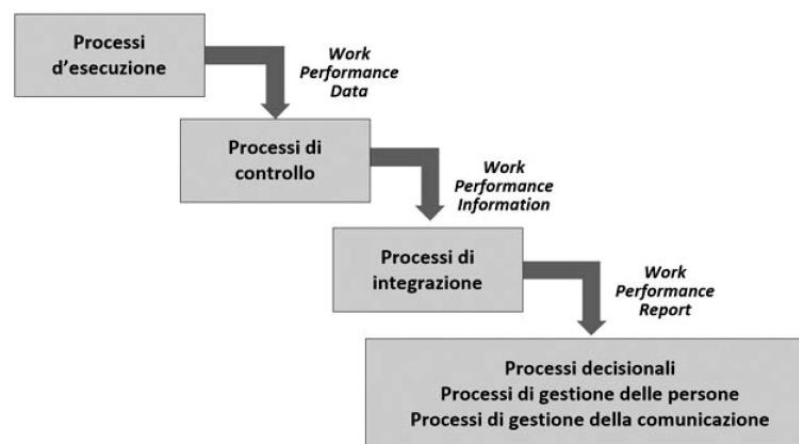 Processi
d'esecuzione
Work
Performance
Data
Processi di
controllo
Work
Performance
Information
Processi di
integrazione
Work
Performance
Report
Processi decisionali
Processi di gestione delle persone
Processi di gestione della comunicazione